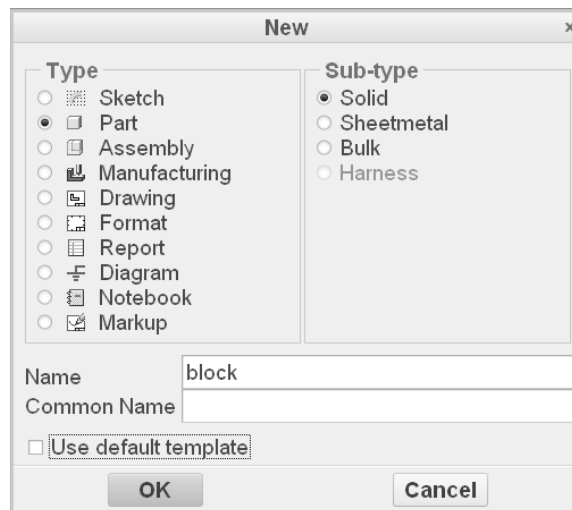 New
Type
Sketch
Part
Assembly
Manufacturing
Drawing
Format
Report
Diagram
Notebook
Markup
Sub-type
Solid
Sheetmetal
Bulk
Harness
Name block
Common Name
Use default template
OK Cancel